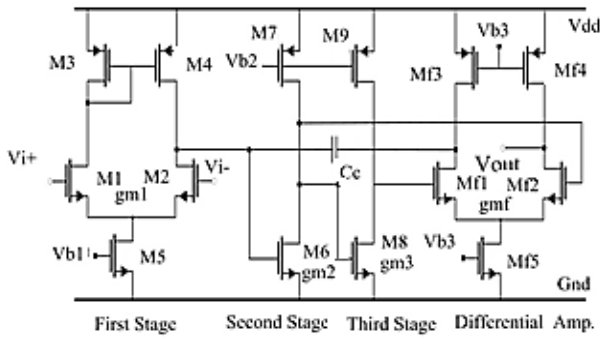 M7
M9
Vdd
Vb3
M3
M4
Vb2
Mf3
Mf4
Vi+
M1
M2
Vi-
gm1
Cc
Vout
Mf1
Mf2
gmf
Vb1
M5
M6
gm2
M8
gm3
Vb3
Mf5
Gnd
First Stage
Second Stage
Third Stage
Differential Amp.